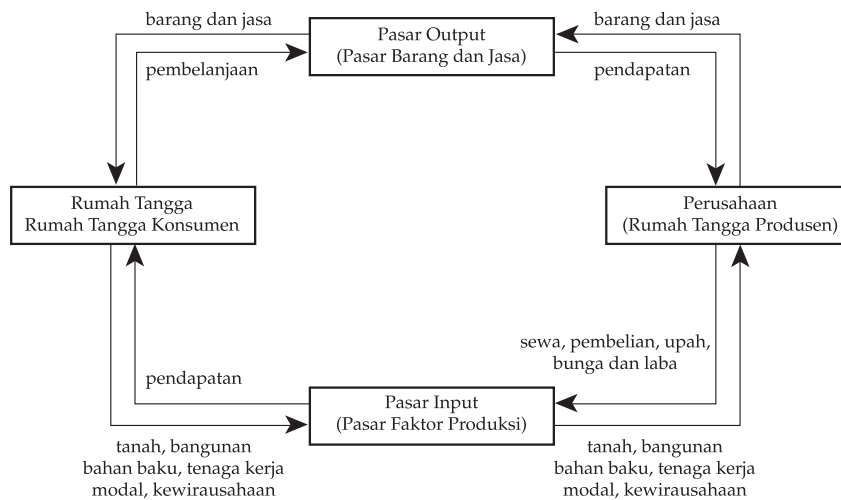 barang dan jasa
Pasar Output
(Pasar Barang dan Jasa)
barang dan jasa
pembelanjaan
pendapatan
Rumah Tangga
Rumah Tangga Konsumen
Perusahaan
(Rumah Tangga Produsen)
sewa, pembelian, upah,
bunga dan laba
pendapatan
Pasar Input
(Pasar Faktor Produksi)
tanah, bangunan
bahan baku, tenaga kerja
modal, kewirausahaan
tanah, bangunan
bahan baku, tenaga kerja
modal, kewirausahaan